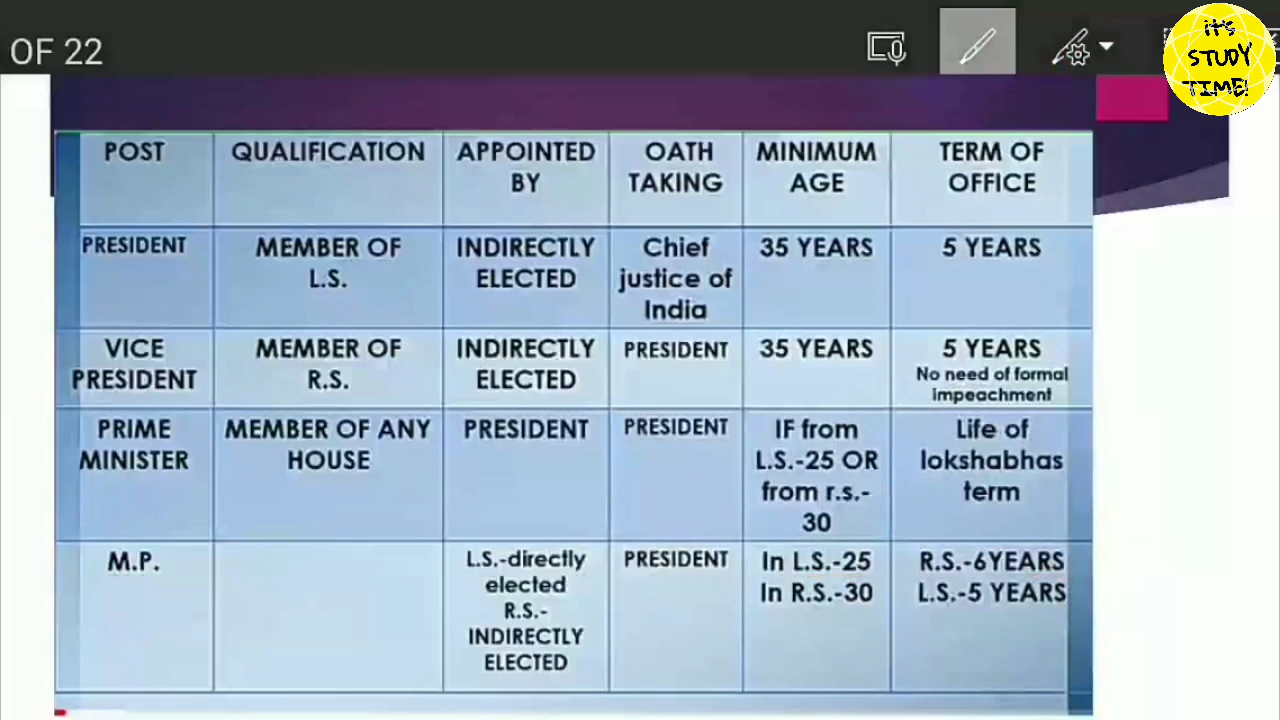 OF 22
it's
STUDY
TIME!
POST
QUALIFICATION
APPOINTED
BY
OATH
TAKING
MINIMUM
AGE
TERM OF
OFFICE
PRESIDENT
MEMBER OF
L.S.
INDIRECTLY
ELECTED
Chief
justice of
India
35 YEARS
5 YEARS
VICE
PRESIDENT
MEMBER OF
R.S.
INDIRECTLY
ELECTED
PRESIDENT
35 YEARS
5 YEARS
No need of formal
impeachment
PRIME
MINISTER
MEMBER OF ANY
HOUSE
PRESIDENT
PRESIDENT
IF from
L.S.-25 OR
from r.s.-
30
Life of
lokshabhas
term
M.P.
L.S.-directly
elected
R.S.-
INDIRECTLY
ELECTED
PRESIDENT
In L.S.-25
In R.S.-30
R.S.-6YEARS
L.S.-5 YEARS